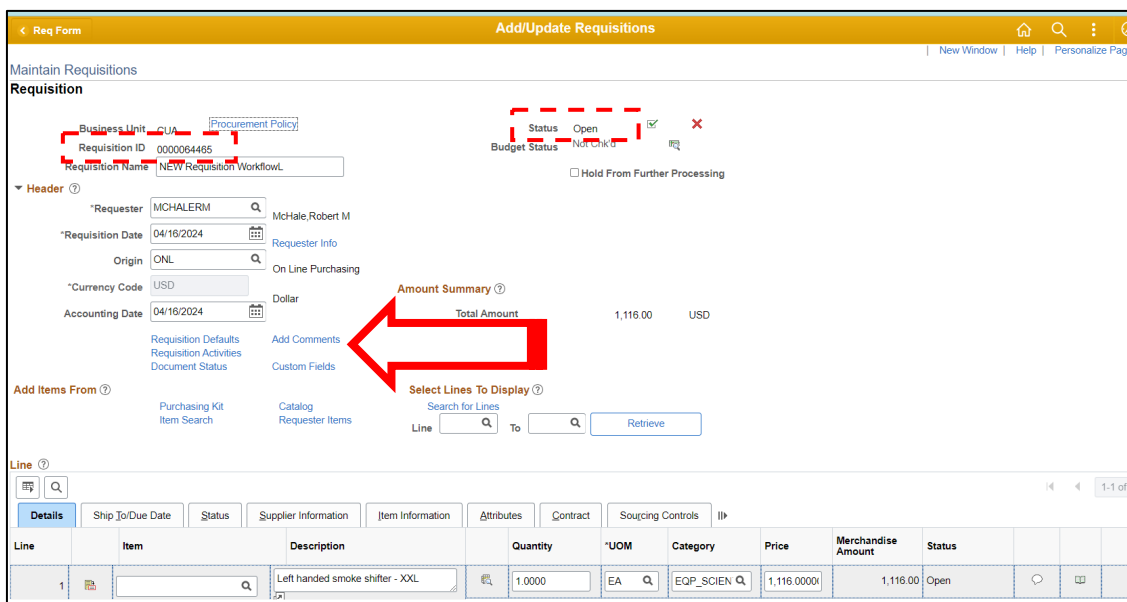 Req Form
Add/Update Requisitions
New Window | Help | Personalize Pag
Maintain Requisitions
Requisition
Business Unit CUA Procurement Policy Status Open
Requisition ID 0000064465 Budget Status Not Chk'd
Requisition Name NEW Requisition WorkflowL
Hold From Further Processing
Header
*Requester MCHALERM McHale,Robert M
*Requisition Date 04/16/2024 Requester Info
Origin ONL On Line Purchasing
*Currency Code USD Dollar Amount Summary
Accounting Date 04/16/2024 Total Amount 1,116.00 USD
Requisition Defaults Add Comments
Requisition Activities
Document Status Custom Fields
Add Items From Select Lines To Display
Purchasing Kit Catalog Search for Lines
Item Search Requester Items Line To Retrieve
Line
1-1 of
Details Ship To/Due Date Status Supplier Information Item Information Attributes Contract Sourcing Controls
Line Item Description Quantity *UOM Category Price Merchandise Amount Status
1 Left handed smoke shifter - XXL 1.0000 EA EQP_SCIEN 1,116.0000 1,116.00 Open